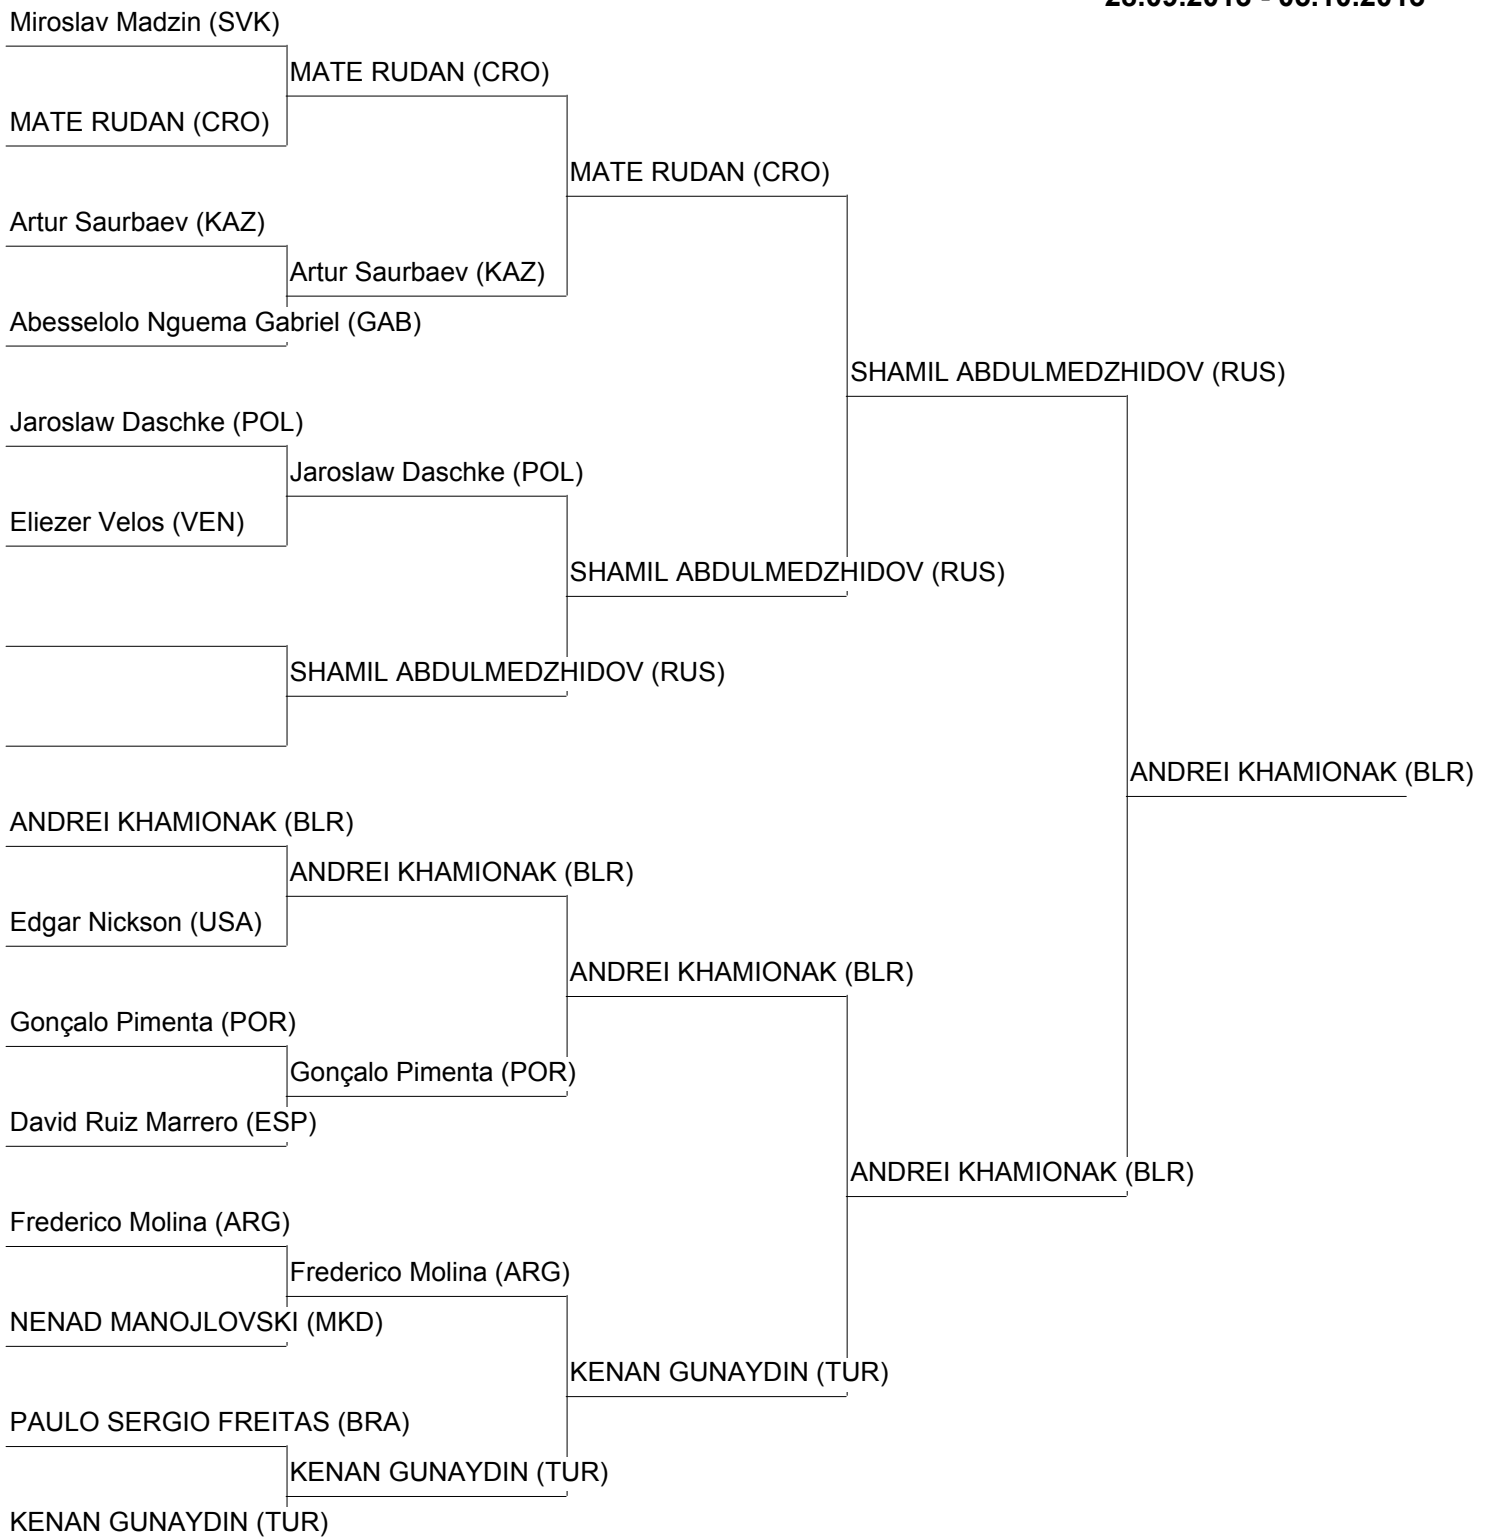 Miroslav Madzin (SVK)
MATE RUDAN (CRO)
MATE RUDAN (CRO)
MATE RUDAN (CRO)
Artur Saurbaev (KAZ)
Artur Saurbaev (KAZ)
Abesselolo Nguema Gabriel (GAB)
SHAMIL ABDULMEDZHIDOV (RUS)
Jaroslaw Daschke (POL)
Jaroslaw Daschke (POL)
Eliezer Velos (VEN)
SHAMIL ABDULMEDZHIDOV (RUS)
SHAMIL ABDULMEDZHIDOV (RUS)
ANDREI KHAMIONAK (BLR)
ANDREI KHAMIONAK (BLR)
ANDREI KHAMIONAK (BLR)
Edgar Nickson (USA)
ANDREI KHAMIONAK (BLR)
Gonçalo Pimenta (POR)
Gonçalo Pimenta (POR)
David Ruiz Marrero (ESP)
ANDREI KHAMIONAK (BLR)
Frederico Molina (ARG)
Frederico Molina (ARG)
NENAD MANOJLOVSKI (MKD)
KENAN GUNAYDIN (TUR)
PAULO SERGIO FREITAS (BRA)
KENAN GUNAYDIN (TUR)
KENAN GUNAYDIN (TUR)